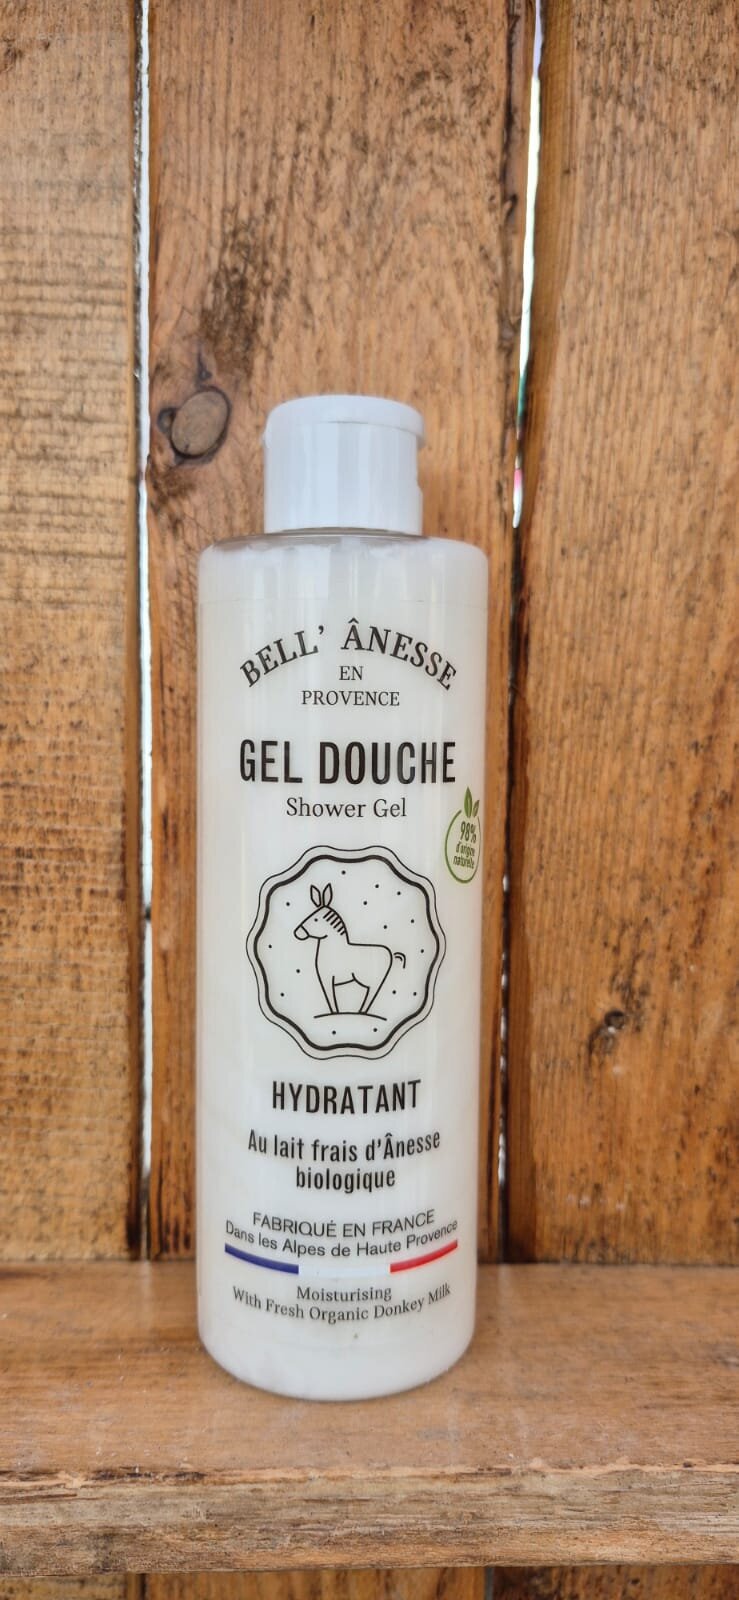 BELL' ÂNESSE
EN
PROVENCE
GEL DOUCHE
Shower Gel
98%
d'origine
naturelle
HYDRATANT
Au lait frais d'Ânesse
biologique
FABRIQUÉ EN FRANCE
Dans les Alpes de Haute Provence
Moisturising
With Fresh Organic Donkey Milk